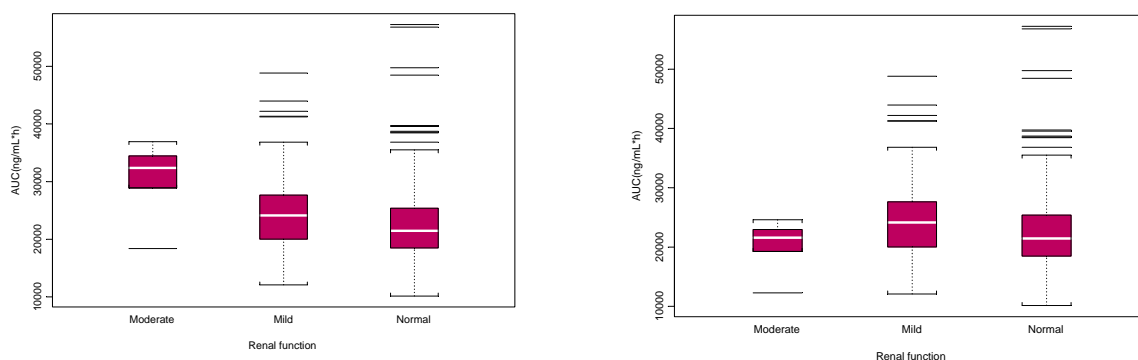 AUC(ng/mL*h)
50000
40000
30000
20000
10000
Moderate Mild Normal
Renal function
AUC(ng/mL*h)
50000
40000
30000
20000
10000
Moderate Mild Normal
Renal function